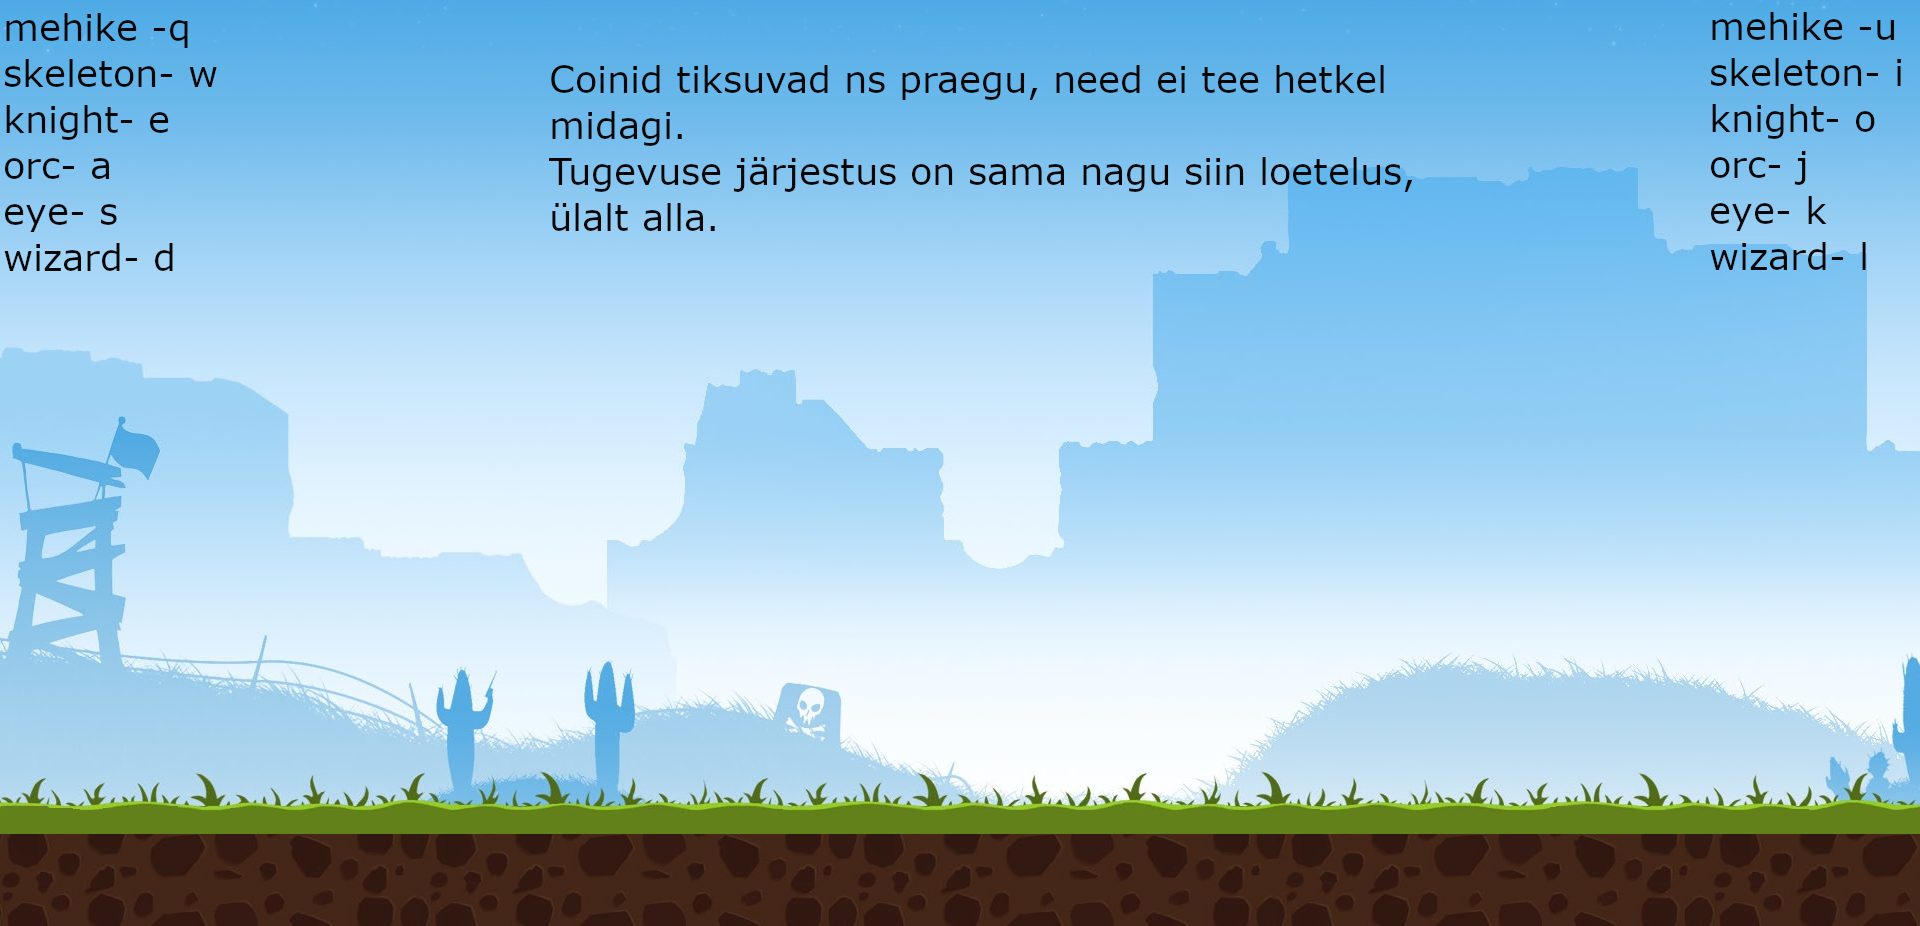 mehike -q
skeleton- w
knight- e
orc- a
eye- s
wizard- d
Coinid tiksuvad ns praegu, need ei tee hetkel
midagi.
Tugevuse järjestus on sama nagu siin loetelus,
ülalt alla.
mehike -u
skeleton- i
knight- o
orc- j
eye- k
wizard- l